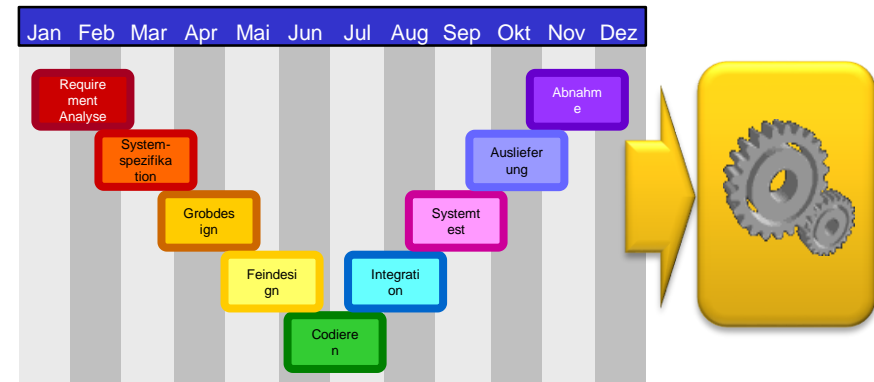 Jan Feb Mar Apr Mai Jun Jul Aug Sep Okt Nov Dez
Require
ment
Analyse
Abnahm
e
System-
spezifika
tion
Ausliefer
ung
Grobdes
ign
Systemt
est
Feindesi
gn
Integrati
on
Codiere
n